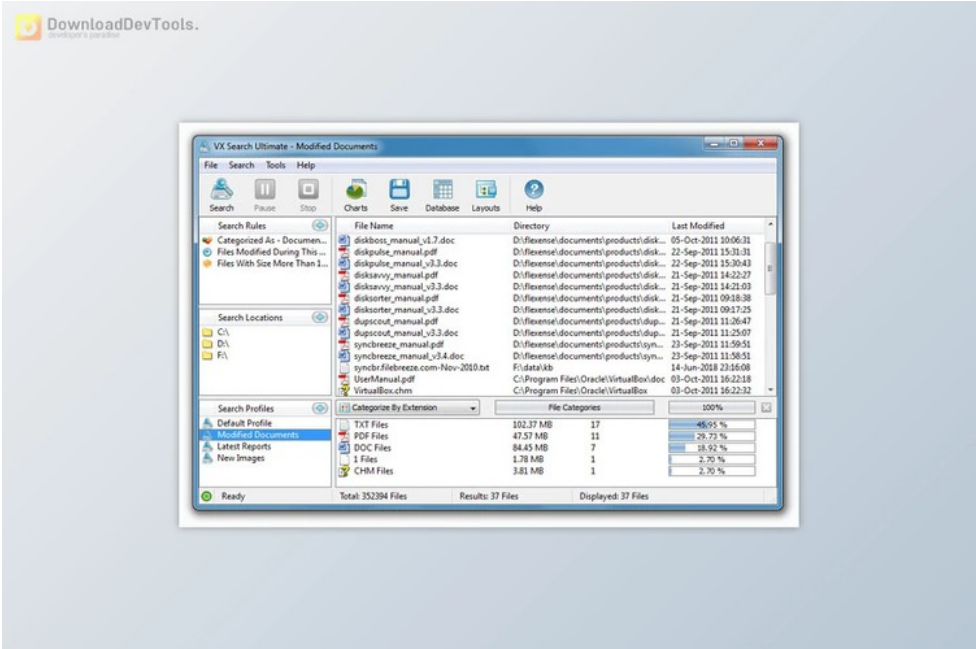 DownloadDevTools.
developer's paradise
VX Search Ultimate - Modified Documents
File Search Tools Help
Search Pause Stop Charts Save Database Layouts Help
Search Rules
Categorized As - Documen...
Files Modified During This ...
Files With Size More Than 1...
Search Locations
C:\
D:\
F:\
Search Profiles
Default Profile
Modified Documents
Latest Reports
New Images
File Name Directory Last Modified
diskboss_manual_v1.7.doc D:\flexense\documents\products\disk... 05-Oct-2011 10:06:31
diskpulse_manual.pdf D:\flexense\documents\products\disk... 22-Sep-2011 15:31:31
diskpulse_manual_v3.3.doc D:\flexense\documents\products\disk... 22-Sep-2011 15:30:43
disksavvy_manual.pdf D:\flexense\documents\products\disk... 21-Sep-2011 14:22:27
disksavvy_manual_v3.3.doc D:\flexense\documents\products\disk... 21-Sep-2011 14:21:03
disksorter_manual.pdf D:\flexense\documents\products\disk... 21-Sep-2011 09:18:38
disksorter_manual_v3.3.doc D:\flexense\documents\products\disk... 21-Sep-2011 09:17:25
dupscout_manual.pdf D:\flexense\documents\products\dup... 21-Sep-2011 11:26:47
dupscout_manual_v3.3.doc D:\flexense\documents\products\dup... 21-Sep-2011 11:25:07
syncbreeze_manual.pdf D:\flexense\documents\products\syn... 23-Sep-2011 11:59:51
syncbreeze_manual_v3.4.doc D:\flexense\documents\products\syn... 23-Sep-2011 11:58:51
syncbr.filebreeze.com-Nov-2010.txt F:\data\kb 14-Jun-2018 23:16:08
UserManual.pdf C:\Program Files\Oracle\VirtualBox\doc 03-Oct-2011 16:22:18
VirtualBox.chm C:\Program Files\Oracle\VirtualBox 03-Oct-2011 16:22:32
Categorize By Extension File Categories 100%
TXT Files 102.37 MB 17 45.95 %
PDF Files 47.57 MB 11 29.73 %
DOC Files 84.45 MB 7 18.92 %
1 Files 1.78 MB 1 2.70 %
CHM Files 3.81 MB 1 2.70 %
Ready Total: 352394 Files Results: 37 Files Displayed: 37 Files